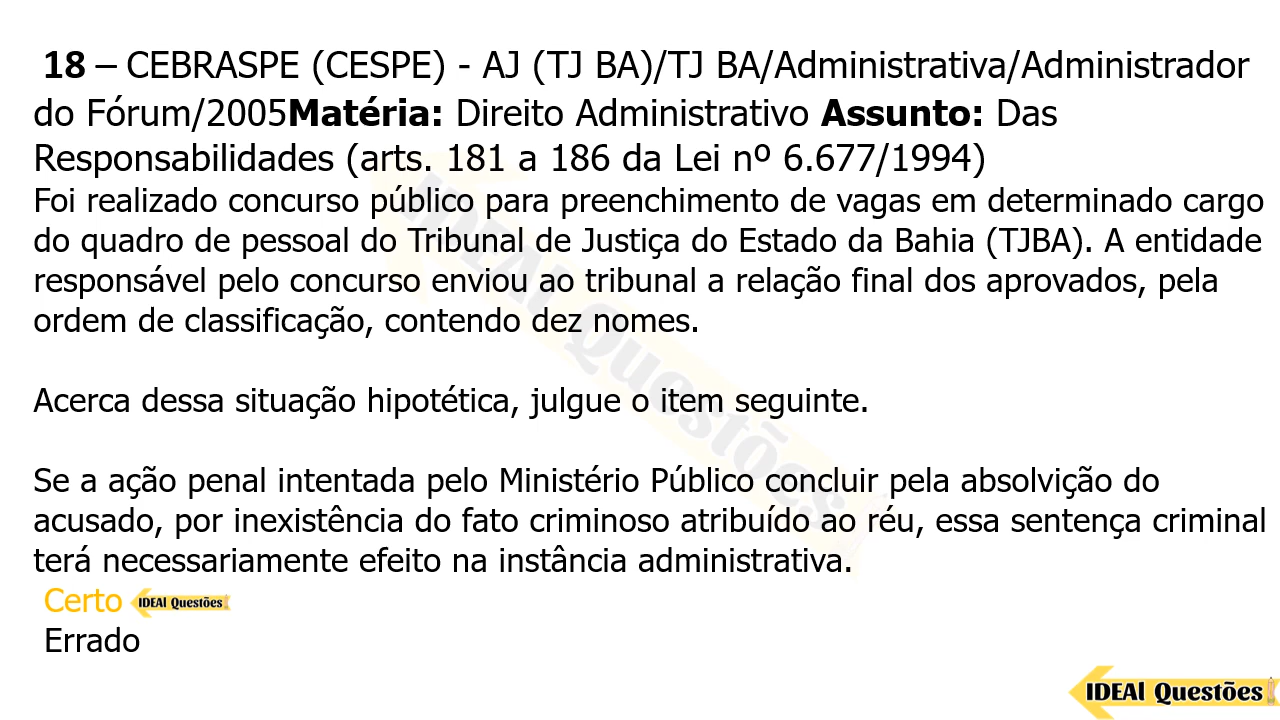 18 – CEBRASPE (CESPE) - AJ (TJ BA)/TJ BA/Administrativa/Administrador
do Fórum/2005Matéria: Direito Administrativo Assunto: Das
Responsabilidades (arts. 181 a 186 da Lei nº 6.677/1994)
Foi realizado concurso público para preenchimento de vagas em determinado cargo
do quadro de pessoal do Tribunal de Justiça do Estado da Bahia (TJBA). A entidade
responsável pelo concurso enviou ao tribunal a relação final dos aprovados, pela
ordem de classificação, contendo dez nomes.
Acerca dessa situação hipotética, julgue o item seguinte.
Se a ação penal intentada pelo Ministério Público concluir pela absolvição do
acusado, por inexistência do fato criminoso atribuído ao réu, essa sentença criminal
terá necessariamente efeito na instância administrativa.
Certo IDEAl Questões
Errado
IDEAl Questões
IDEAl Questões